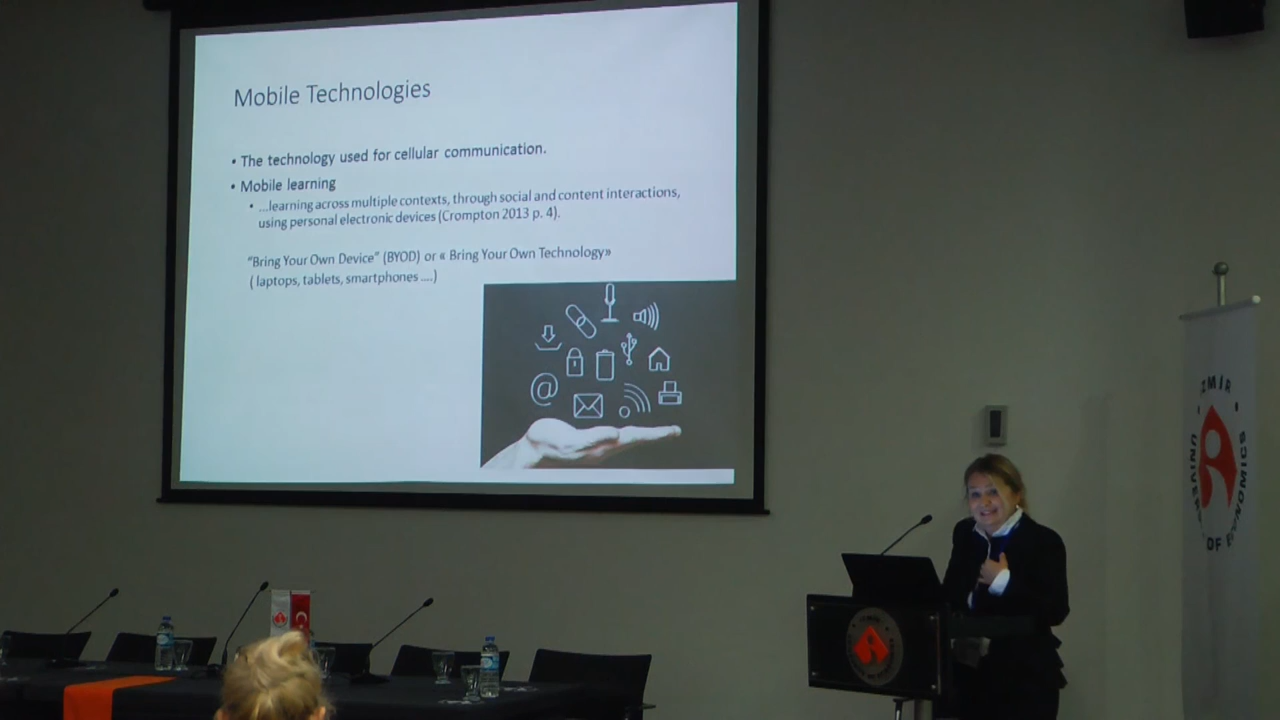 Mobile Technologies
• The technology used for cellular communication.
• Mobile learning
• ...learning across multiple contexts, through social and content interactions,
using personal electronic devices (Crompton 2013 p. 4).
“Bring Your Own Device” (BYOD) or « Bring Your Own Technology»
( laptops, tablets, smartphones ....)
@
İZMİR
UNIVERSITY OF ECONOMICS